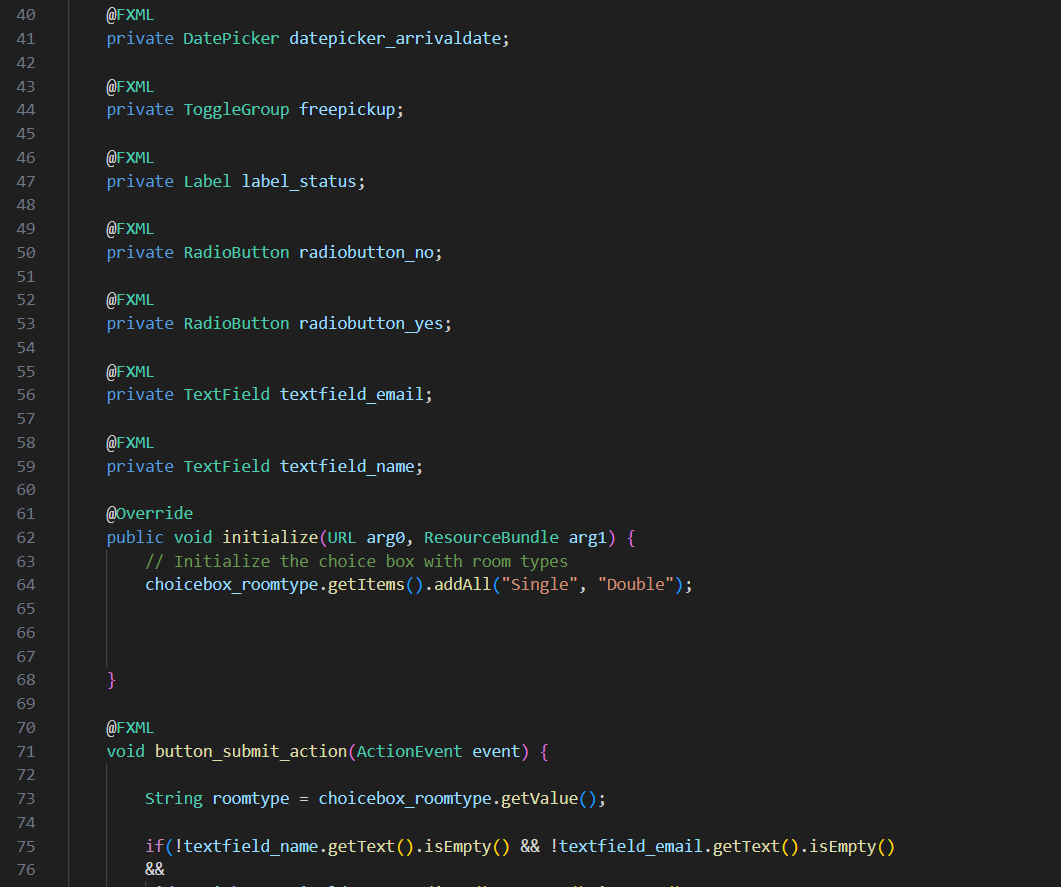 40 @FXML
41 private DatePicker datepicker_arrivaldate;
42
43 @FXML
44 private ToggleGroup freepickup;
45
46 @FXML
47 private Label label_status;
48
49 @FXML
50 private RadioButton radiobutton_no;
51
52 @FXML
53 private RadioButton radiobutton_yes;
54
55 @FXML
56 private TextField textfield_email;
57
58 @FXML
59 private TextField textfield_name;
60
61 @Override
62 public void initialize(URL arg0, ResourceBundle arg1) {
63 // Initialize the choice box with room types
64 choicebox_roomtype.getItems().addAll("Single", "Double");
65
66
67
68 }
69
70 @FXML
71 void button_submit_action(ActionEvent event) {
72
73 String roomtype = choicebox_roomtype.getValue();
74
75 if(!textfield_name.getText().isEmpty() && !textfield_email.getText().isEmpty()
76 &&